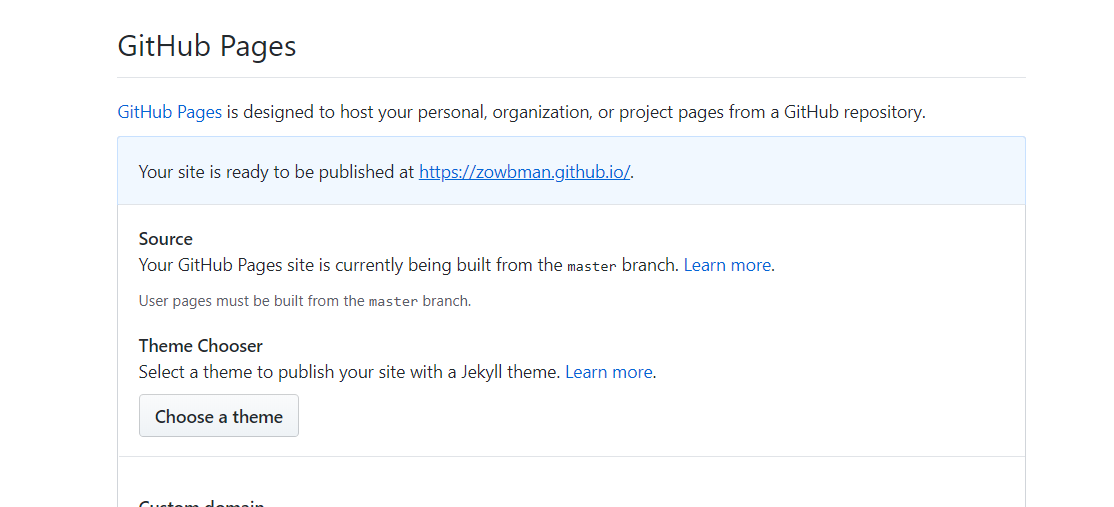 GitHub Pages
GitHub Pages is designed to host your personal, organization, or project pages from a GitHub repository.
Your site is ready to be published at https://zowbman.github.io/.
Source
Your GitHub Pages site is currently being built from the master branch. Learn more.
User pages must be built from the master branch.
Theme Chooser
Select a theme to publish your site with a Jekyll theme. Learn more.
Choose a theme
Custom domain